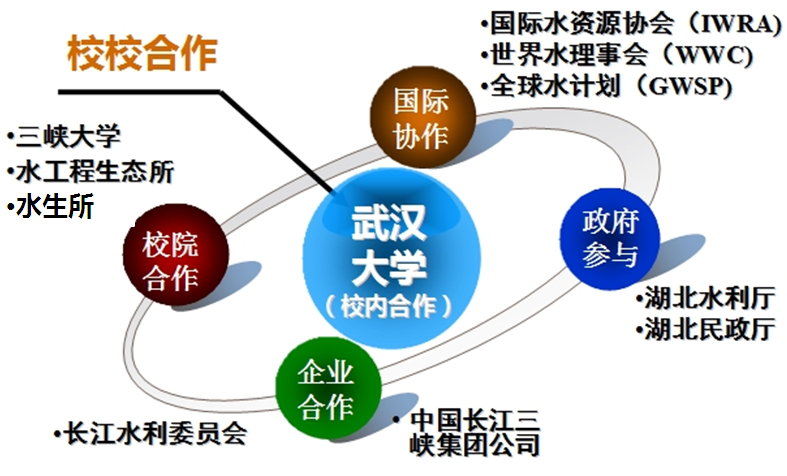 校校合作
•国际水资源协会（IWRA)
•世界水理事会（WWC)
•全球水计划（GWSP)
国际
协作
•三峡大学
•水工程生态所
•水生所
武汉
大学
（校内合作）
政府
参与
校院
合作
•湖北水利厅
•湖北民政厅
企业
合作
•长江水利委员会
•中国长江三
峡集团公司